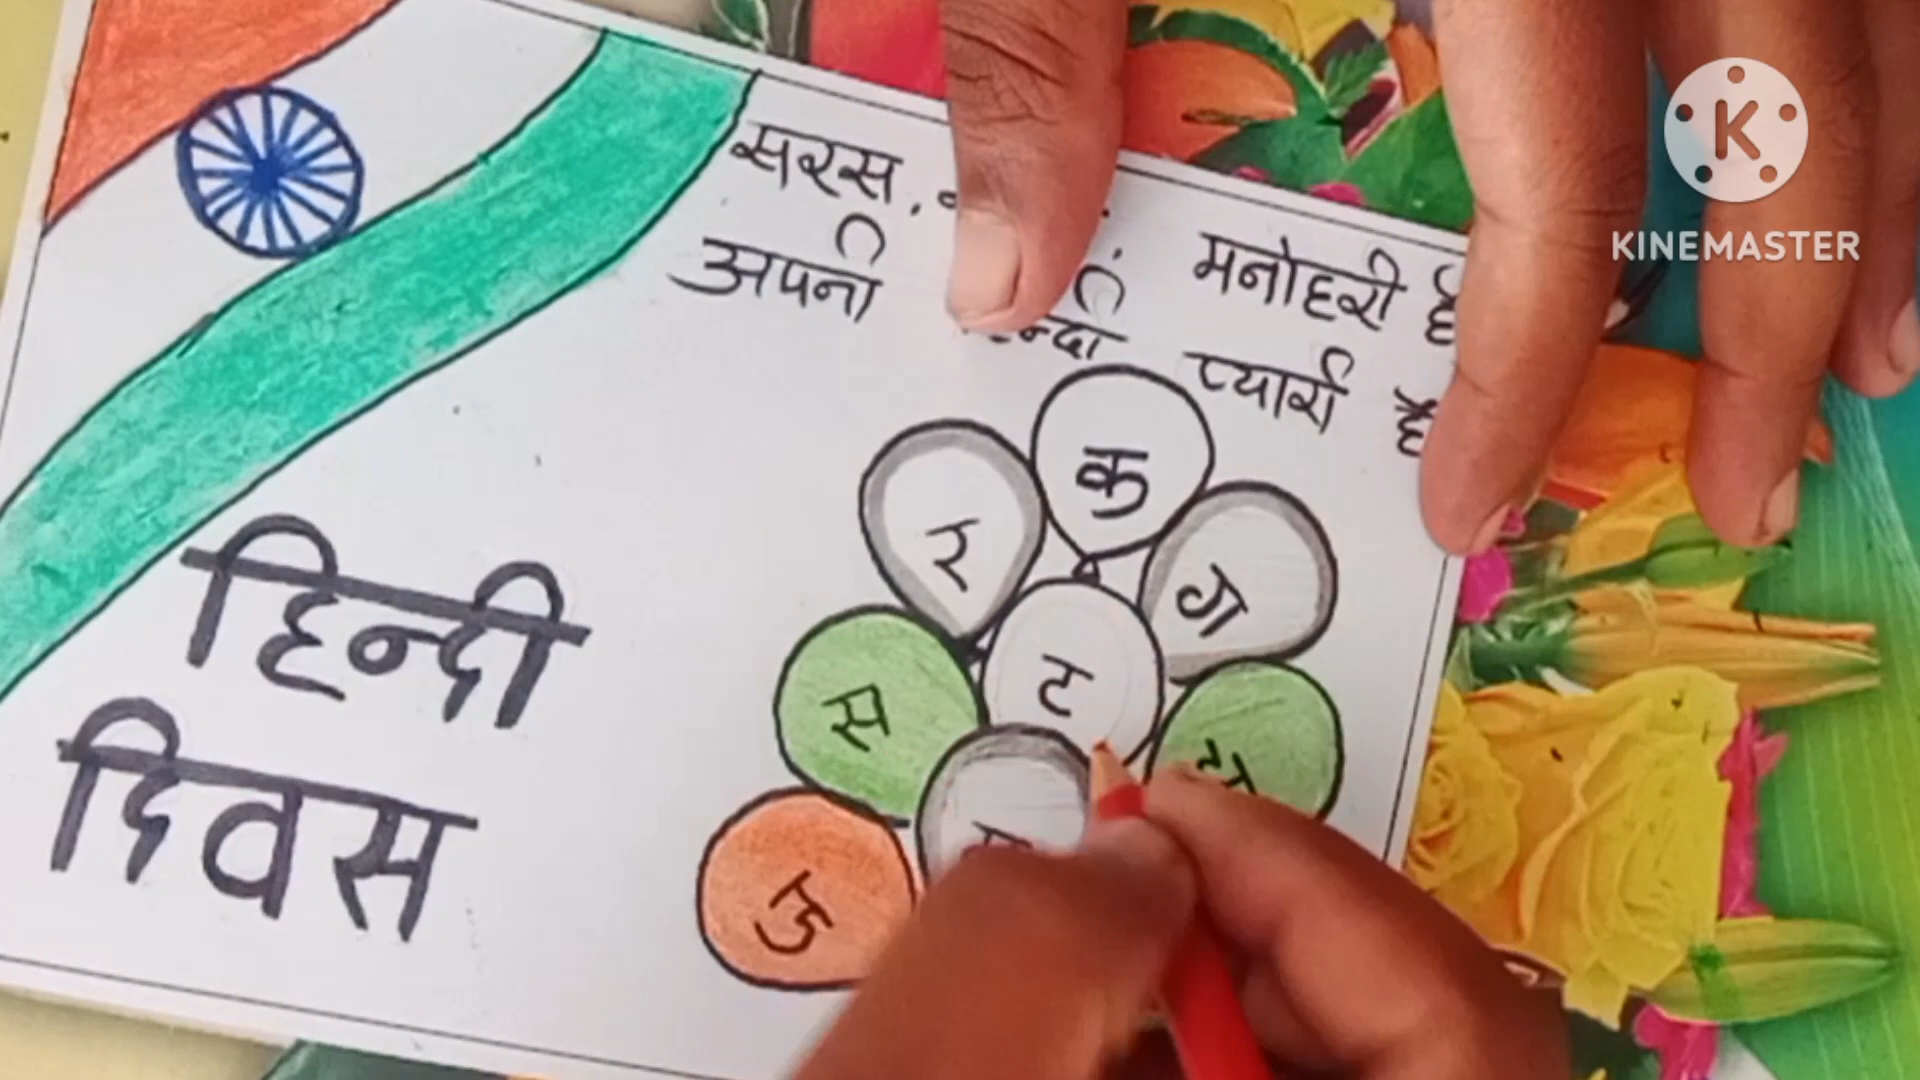 सरस, मनोहरी है
अपनी हिन्दी प्यारी है
हिन्दी
दिवस
क
र
ग
ट
स
ज
KINEMASTER